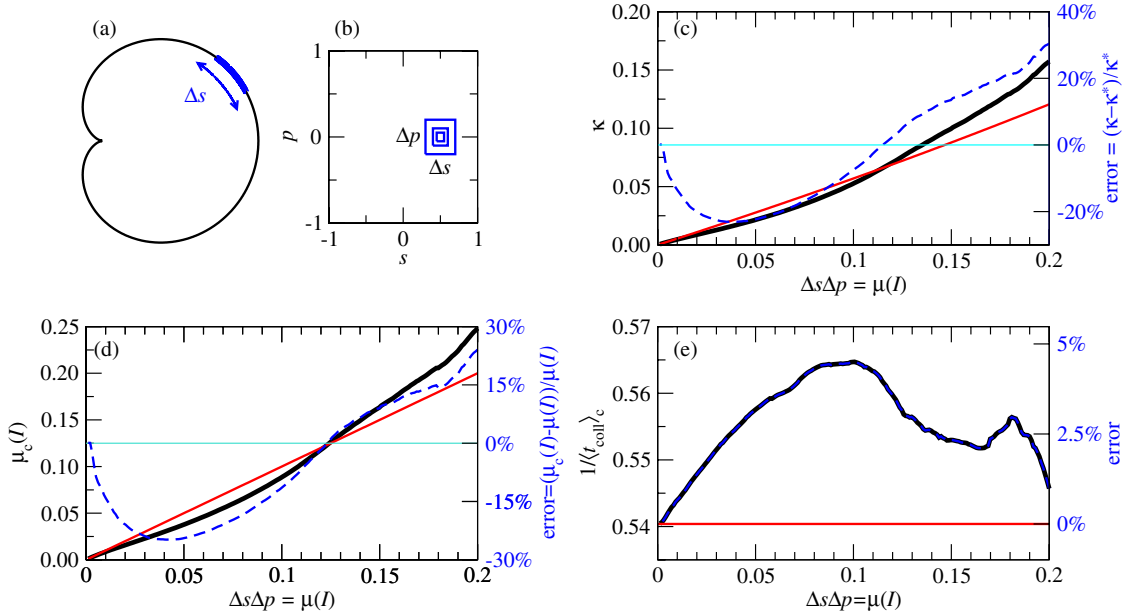 (a)
Δs
(b)
1
p
0
-1
Δp
Δs
-1
0
1
s
(c)
κ
0.20
0.15
0.10
0.05
0.00
0
0.05
0.1
0.15
0.2
ΔsΔp = μ(I)
40%
20%
0%
-20%
error = (κ−κ*)/κ*
(d)
μc(I)
0.25
0.20
0.15
0.10
0.05
0.00
0
0.05
0.1
0.15
0.2
ΔsΔp = μ(I)
30%
15%
0%
-15%
-30%
error=(μc(I)-μ(I))/μ(I)
(e)
1/⟨tcoll⟩c
0.57
0.56
0.55
0.54
0
0.05
0.1
0.15
0.2
ΔsΔp=μ(I)
5%
2.5%
0%
error